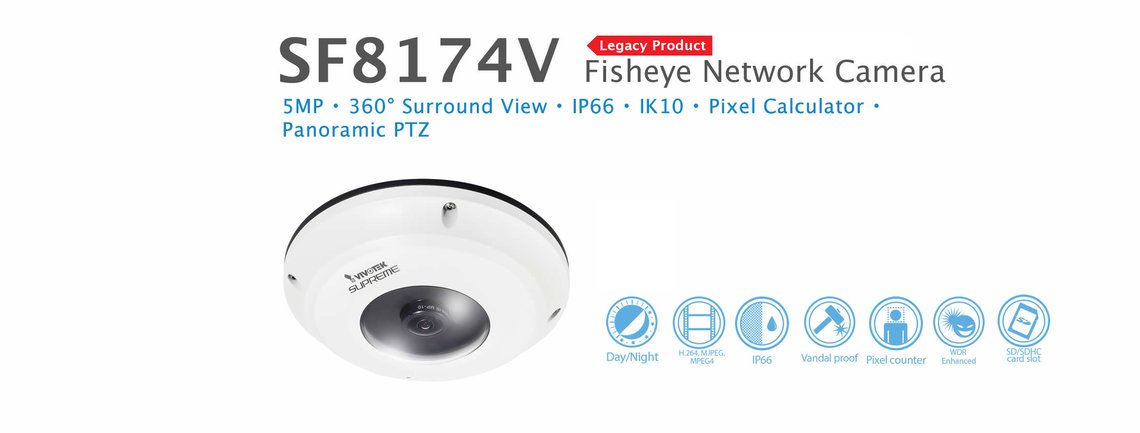 SF8174V
Legacy Product
Fisheye Network Camera
5MP • 360° Surround View • IP66 • IK10 • Pixel Calculator •
Panoramic PTZ
VIVOTEK
SUPREME
Day/Night
H.264, MJPEG,
MPEG4
IP66
Vandal proof
Pixel counter
WDR
Enhanced
SD/SDHC
card slot